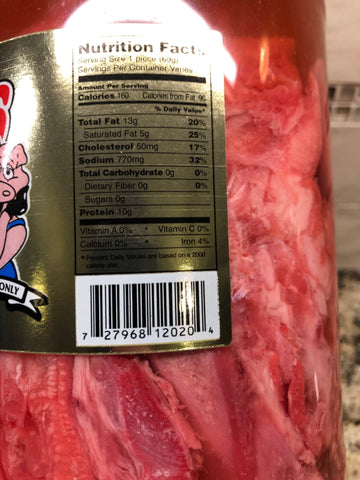 S
Nutrition Facts
Serving Size 1 piece (60g)
Servings Per Container Varies
Amount Per Serving
Calories 160 Calories from Fat
% Daily Value*
Total Fat 13g 20%
Saturated Fat 5g 25%
Cholesterol 50mg 17%
Sodium 770mg 32%
Total Carbohydrate 0g 0%
Dietary Fiber 0g 0%
Sugars 0g
Protein 10g
Vitamin A 0% • Vitamin C 0%
Calcium 0% • Iron 4%
* Percent Daily Values are based on a 2000
calorie diet.
ONLY
7 27968 12020 4